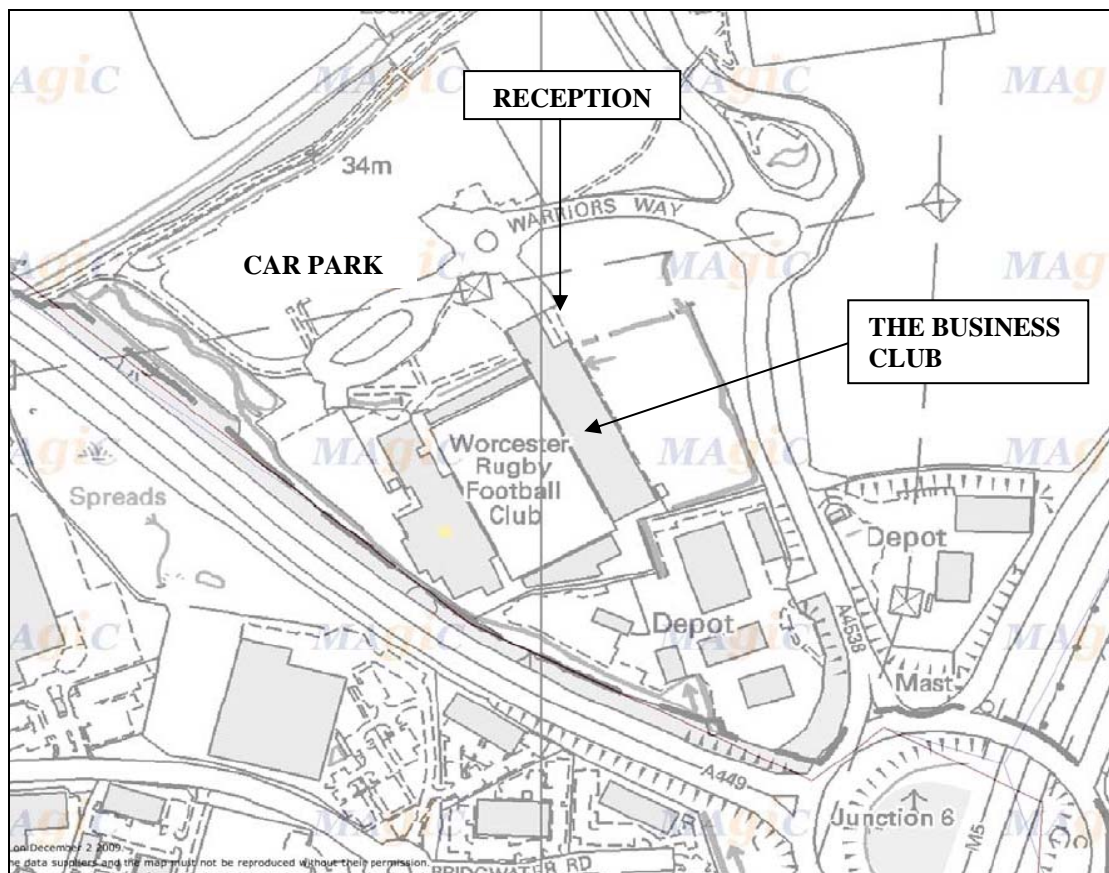 MAgiC
RECEPTION
34m
WARRIORS WAY
CAR PARK
THE BUSINESS
CLUB
Worcester
Rugby
Football
Club
Spreads
Depot
Depot
A4538
Mast
A449
Junction 6
M5
on December 2 2009.
he data suppliers and the map must not be reproduced without their permission.
BRIDGWATER RD